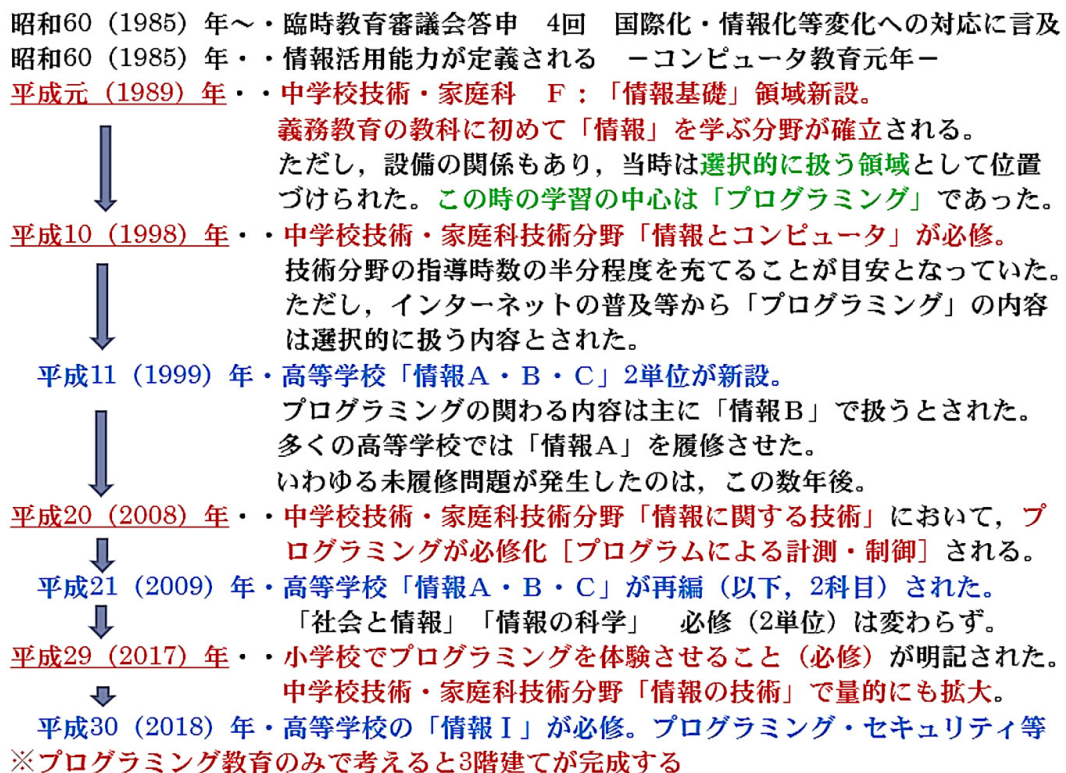 昭和60（1985）年～・臨時教育審議会答申　4回　国際化・情報化等変化への対応に言及
昭和60（1985）年・・情報活用能力が定義される　－コンピュータ教育元年－
平成元（1989）年・・中学校技術・家庭科　Ｆ：「情報基礎」領域新設。
義務教育の教科に初めて「情報」を学ぶ分野が確立される。
ただし，設備の関係もあり，当時は選択的に扱う領域として位置
づけられた。この時の学習の中心は「プログラミング」であった。
平成10（1998）年・・中学校技術・家庭科技術分野「情報とコンピュータ」が必修。
技術分野の指導時数の半分程度を充てることが目安となっていた。
ただし，インターネットの普及等から「プログラミング」の内容
は選択的に扱う内容とされた。
平成11（1999）年・高等学校「情報Ａ・Ｂ・Ｃ」2単位が新設。
プログラミングの関わる内容は主に「情報Ｂ」で扱うとされた。
多くの高等学校では「情報Ａ」を履修させた。
いわゆる未履修問題が発生したのは，この数年後。
平成20（2008）年・・中学校技術・家庭科技術分野「情報に関する技術」において，プ
ログラミングが必修化［プログラムによる計測・制御］される。
平成21（2009）年・高等学校「情報Ａ・Ｂ・Ｃ」が再編（以下，2科目）された。
「社会と情報」「情報の科学」　必修（2単位）は変わらず。
平成29（2017）年・・小学校でプログラミングを体験させること（必修）が明記された。
中学校技術・家庭科技術分野「情報の技術」で量的にも拡大。
平成30（2018）年・高等学校の「情報Ⅰ」が必修。プログラミング・セキュリティ等
※プログラミング教育のみで考えると3階建てが完成する